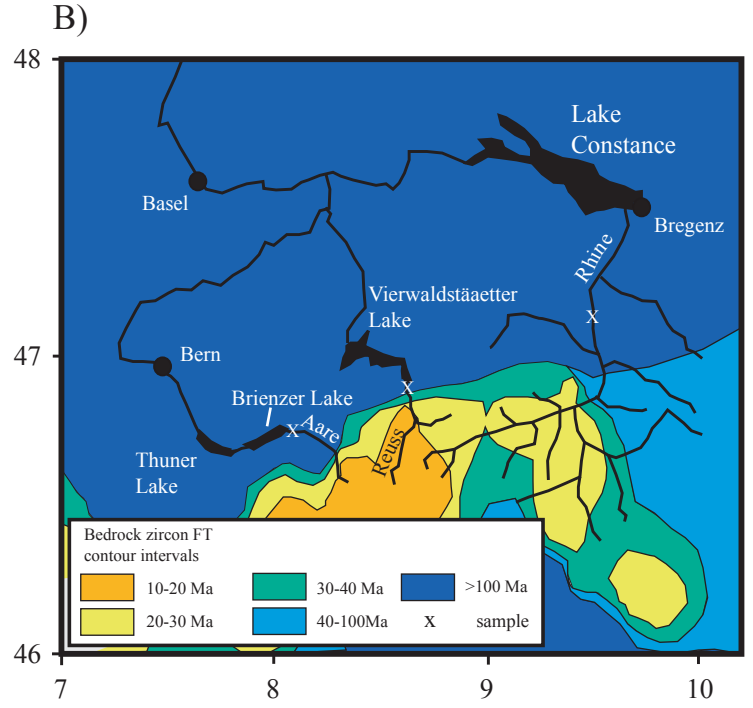 B)
48
Lake
Constance
Basel
Bregenz
Rhine
Vierwaldstäaetter
Lake
X
47
Bern
X
Brienzer Lake
X
Aare
Reuss
Thuner
Lake
Bedrock zircon FT
contour intervals
10-20 Ma
30-40 Ma
>100 Ma
20-30 Ma
40-100Ma
x
sample
46
7
8
9
10